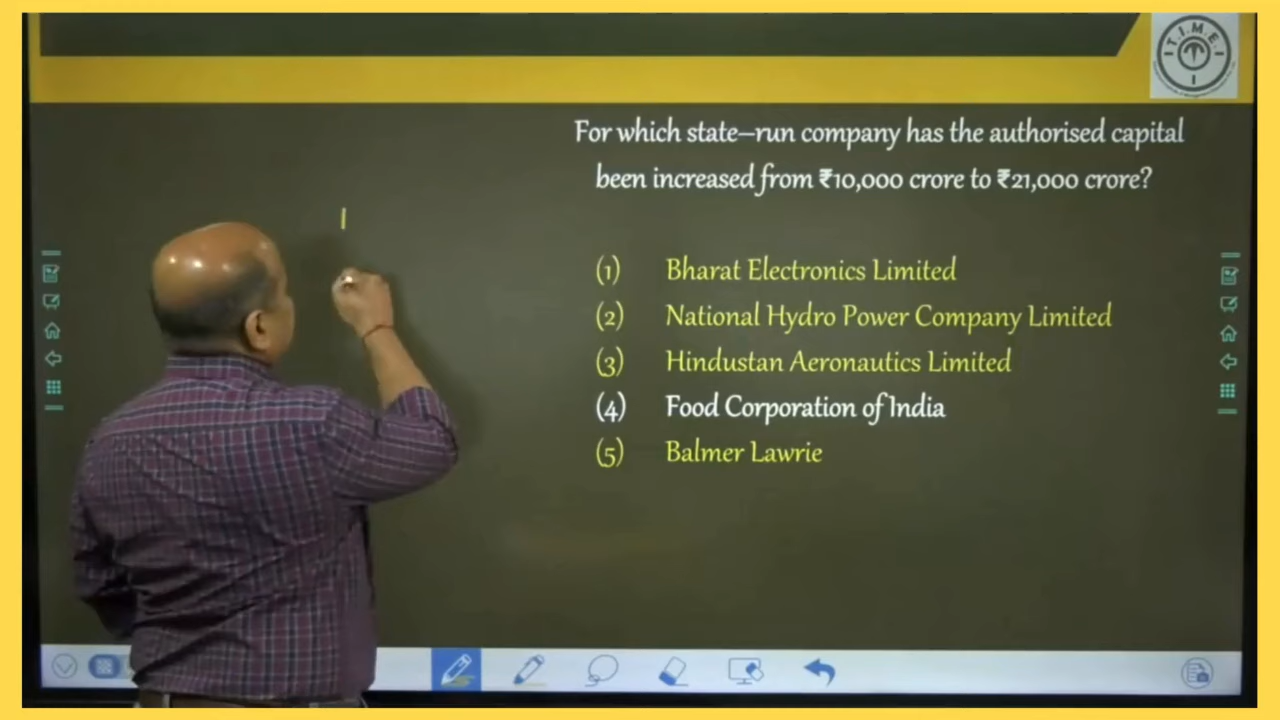 T.I.M.E.
For which state–run company has the authorised capital
been increased from ₹10,000 crore to ₹21,000 crore?
(1) Bharat Electronics Limited
(2) National Hydro Power Company Limited
(3) Hindustan Aeronautics Limited
(4) Food Corporation of India
(5) Balmer Lawrie